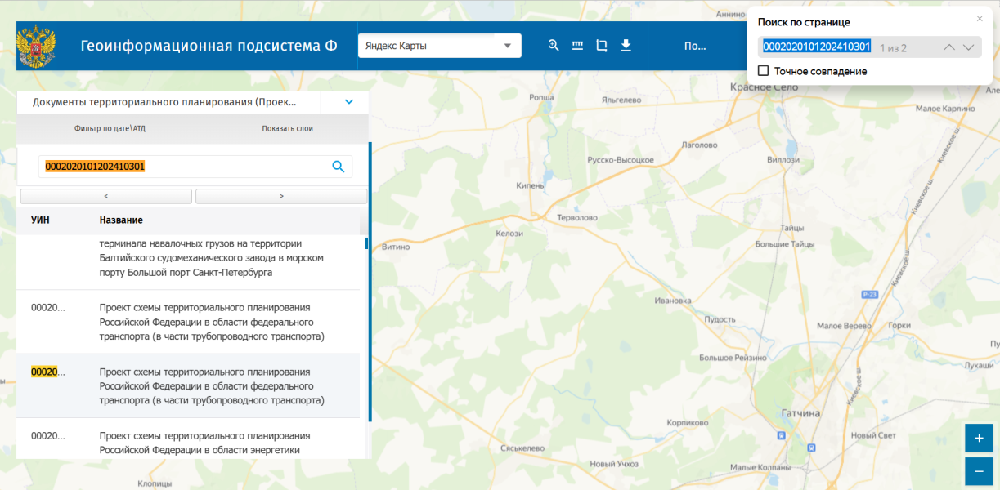 Геоинформационная подсистема Ф
Яндекс Карты
По...
Поиск по странице
0002020101202410301
1 из 2
Точное совпадение
Документы территориального планирования (Проек...
Фильтр по дате\АТД
Показать слои
0002020101202410301
<
>
УИН
Название
терминала навалочных грузов на территории
Балтийского судомеханического завода в морском
порту Большой порт Санкт-Петербурга
00020...
Проект схемы территориального планирования
Российской Федерации в области федерального
транспорта (в части трубопроводного транспорта)
00020...
Проект схемы территориального планирования
Российской Федерации в области федерального
транспорта (в части трубопроводного транспорта)
00020...
Проект схемы территориального планирования
Российской Федерации в области энергетики
Аннино
Красное Село
Ропша
Яльгелево
Малое Карлино
Лаголово
Русско-Высоцкое
Виллози
Киевское ш.
Кипень
Киевское ш.
Терволово
Тайцы
Келози
Большие Тайцы
Витино
Киевское ш.
Р-23
Ивановка
Пудость
Малое Верево
Горки
Большое Рейзино
Лукаши
Киевское ш.
Гатчина
Корпиково
Новый Свет
Сяськелево
Новый Учхоз
Малые Колпаны
Клопицы
+
−